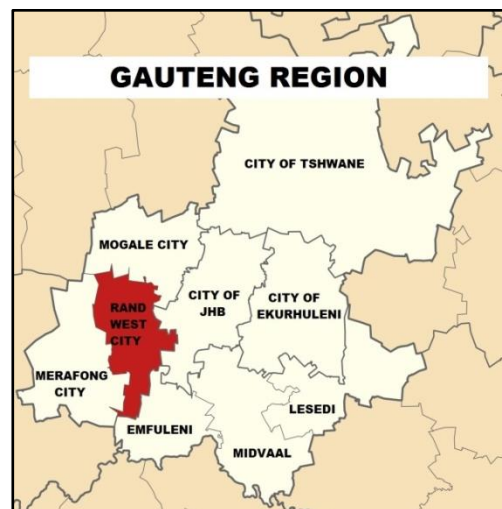 GAUTENG REGION
CITY OF TSHWANE
MOGALE CITY
RAND
WEST
CITY
CITY OF
JHB
CITY OF
EKURHULENI
MERAFONG
CITY
EMFULENI
LESEDI
MIDVAAL